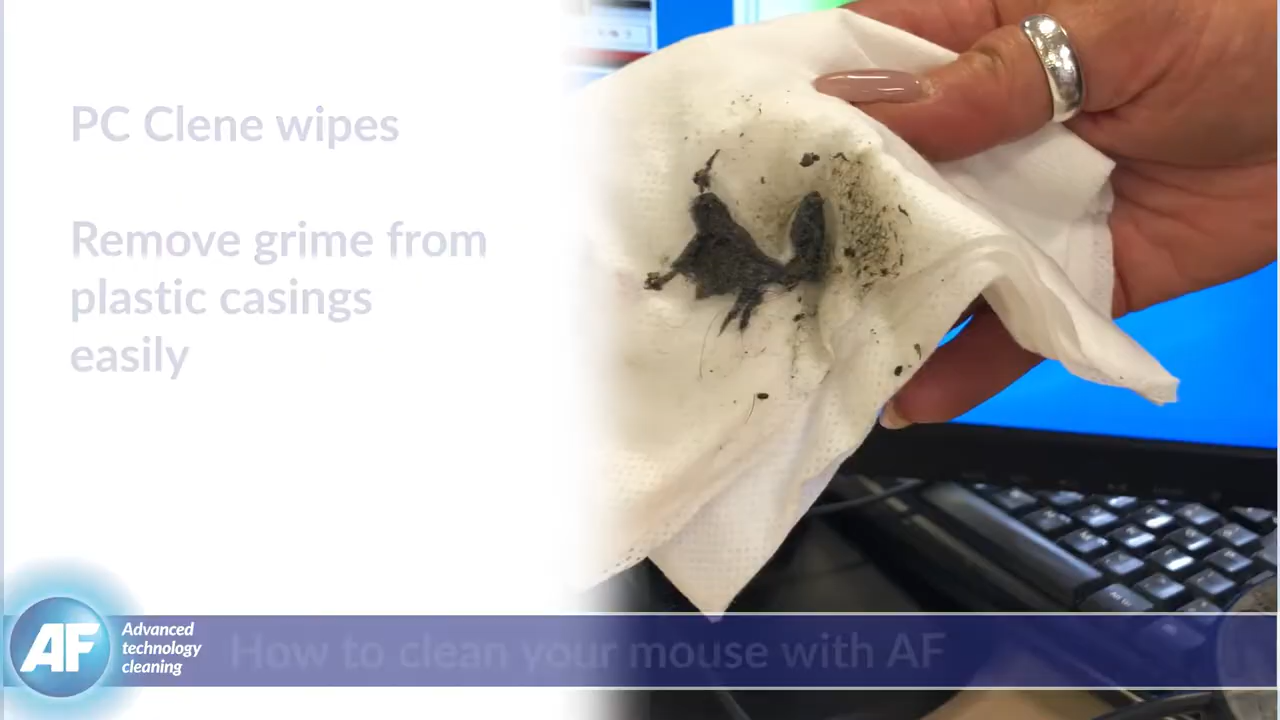 PC Clene wipes
Remove grime from
plastic casings
easily
AF
Advanced
technology
cleaning
How to clean your mouse with AF